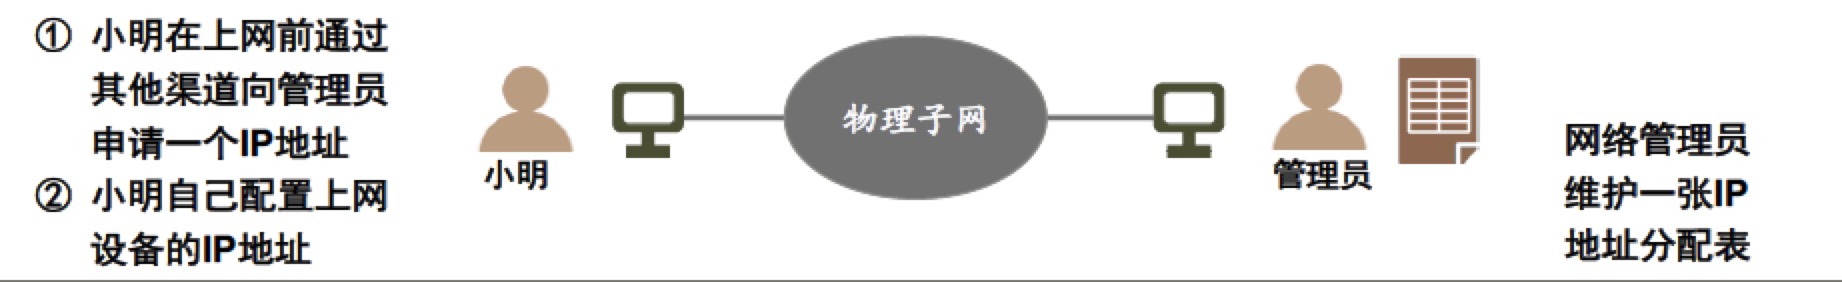 ① 小明在上网前通过
其他渠道向管理员
申请一个IP地址
② 小明自己配置上网
设备的IP地址
小明
物理子网
管理员
网络管理员
维护一张IP
地址分配表